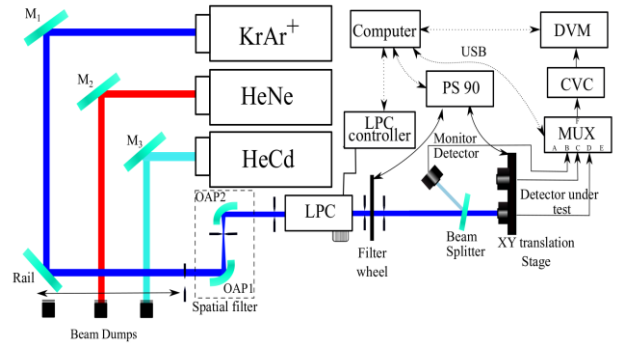 M1
KrAr+
Computer
DVM
USB
M2
HeNe
PS 90
CVC
M3
HeCd
LPC
controller
Monitor
Detector
F
MUX
A B C D E
OAP2
LPC
Detector under
test
Rail
OAP1
Filter
wheel
Beam
Splitter
XY translation
Stage
Spatial filter
Beam Dumps